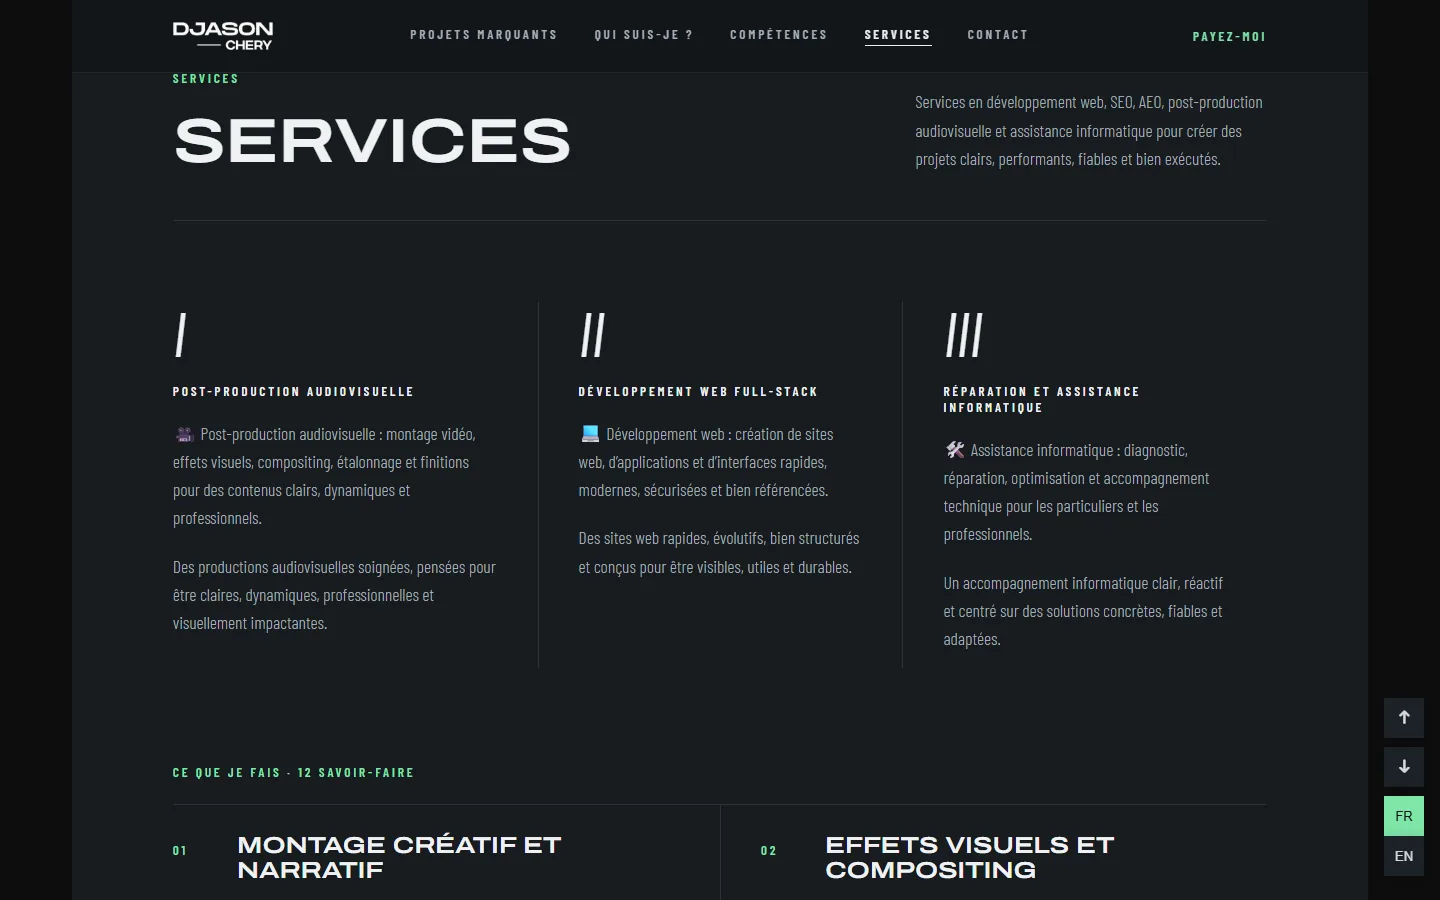 DJASON
CHERY
PROJETS MARQUANTS
QUI SUIS-JE ?
COMPÉTENCES
SERVICES
CONTACT
PAYEZ-MOI
SERVICES
SERVICES
Services en développement web, SEO, AEO, post-production
audiovisuelle et assistance informatique pour créer des
projets clairs, performants, fiables et bien exécutés.
I
POST-PRODUCTION AUDIOVISUELLE
🎥 Post-production audiovisuelle : montage vidéo,
effets visuels, compositing, étalonnage et finitions
pour des contenus clairs, dynamiques et
professionnels.
Des productions audiovisuelles soignées, pensées pour
être claires, dynamiques, professionnelles et
visuellement impactantes.
II
DÉVELOPPEMENT WEB FULL-STACK
💻 Développement web : création de sites
web, d’applications et d’interfaces rapides,
modernes, sécurisées et bien référencées.
Des sites web rapides, évolutifs, bien structurés
et conçus pour être visibles, utiles et durables.
III
RÉPARATION ET ASSISTANCE
INFORMATIQUE
🛠 Assistance informatique : diagnostic,
réparation, optimisation et accompagnement
technique pour les particuliers et les
professionnels.
Un accompagnement informatique clair, réactif
et centré sur des solutions concrètes, fiables et
adaptées.
CE QUE JE FAIS · 12 SAVOIR-FAIRE
01
MONTAGE CRÉATIF ET
NARRATIF
02
EFFETS VISUELS ET
COMPOSITING
↑
↓
FR
EN